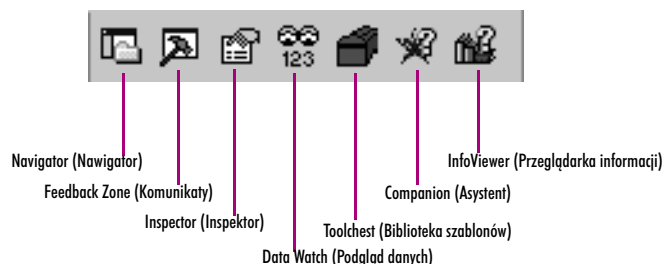 123
Navigator (Nawigator)
InfoViewer (Przeglądarka informacji)
Feedback Zone (Komunikaty)
Companion (Asystent)
Inspector (Inspektor)
Toolchest (Biblioteka szablonów)
Data Watch (Podgląd danych)